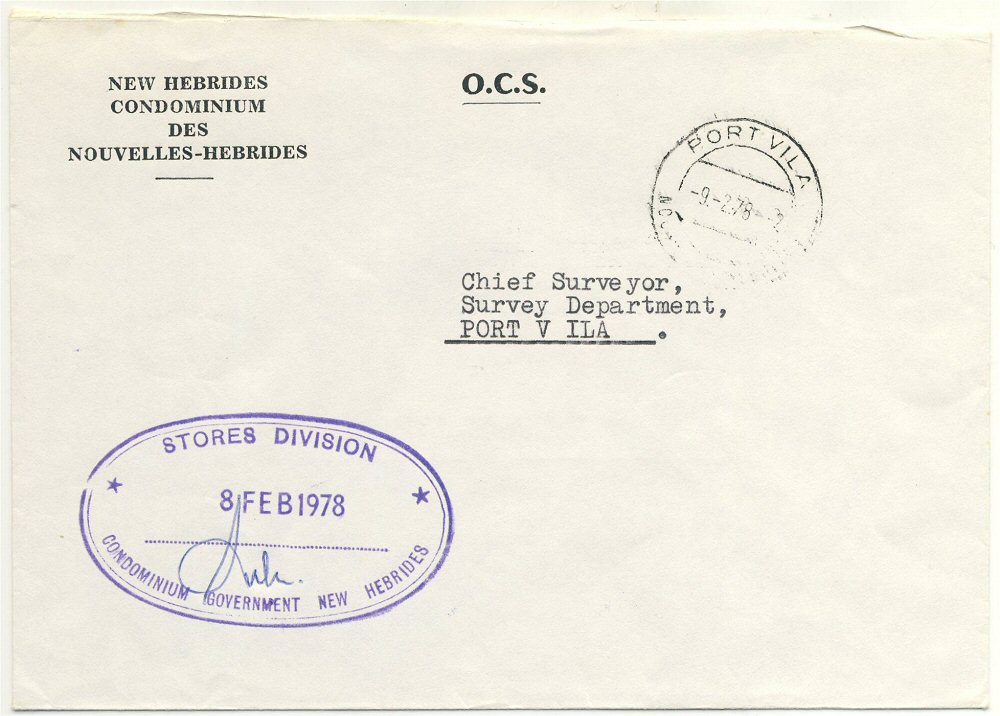 NEW HEBRIDES
CONDOMINIUM
DES
NOUVELLES-HEBRIDES
O.C.S.
PORT VILA
-9.-2.78
Chief Surveyor,
Survey Department,
PORT V ILA .
STORES DIVISION
8 FEB 1978
CONDOMINIUM GOVERNMENT NEW HEBRIDES